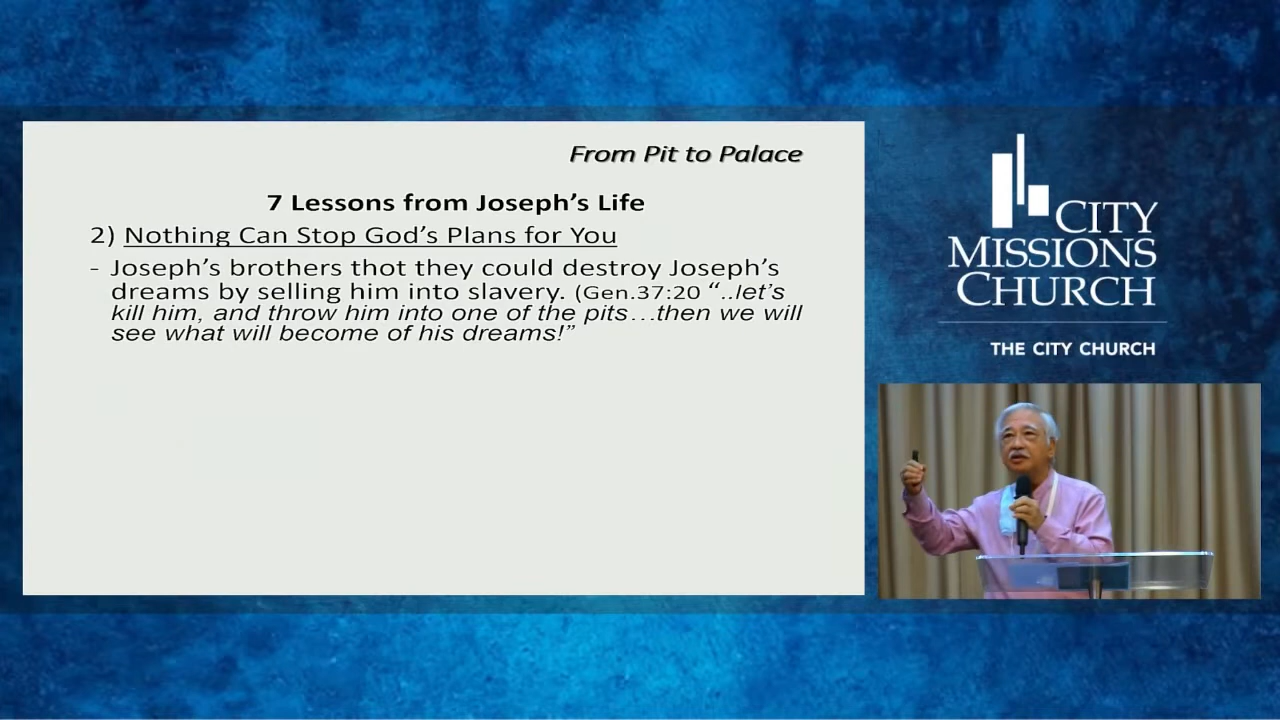 From Pit to Palace
7 Lessons from Joseph's Life
2) Nothing Can Stop God's Plans for You
- Joseph's brothers thot they could destroy Joseph's
dreams by selling him into slavery. (Gen.37:20 “..let's
kill him, and throw him into one of the pits…then we will
see what will become of his dreams!”
CITY
MISSIONS
CHURCH
THE CITY CHURCH